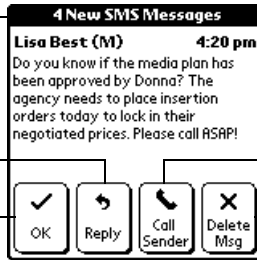 4 New SMS Messages
Lisa Best (M) 4:20 pm
Do you know if the media plan has
been approved by Donna? The
agency needs to place insertion
orders today to lock in their
negotiated prices. Please call ASAP!
OK
Reply
Call
Sender
Delete
Msg